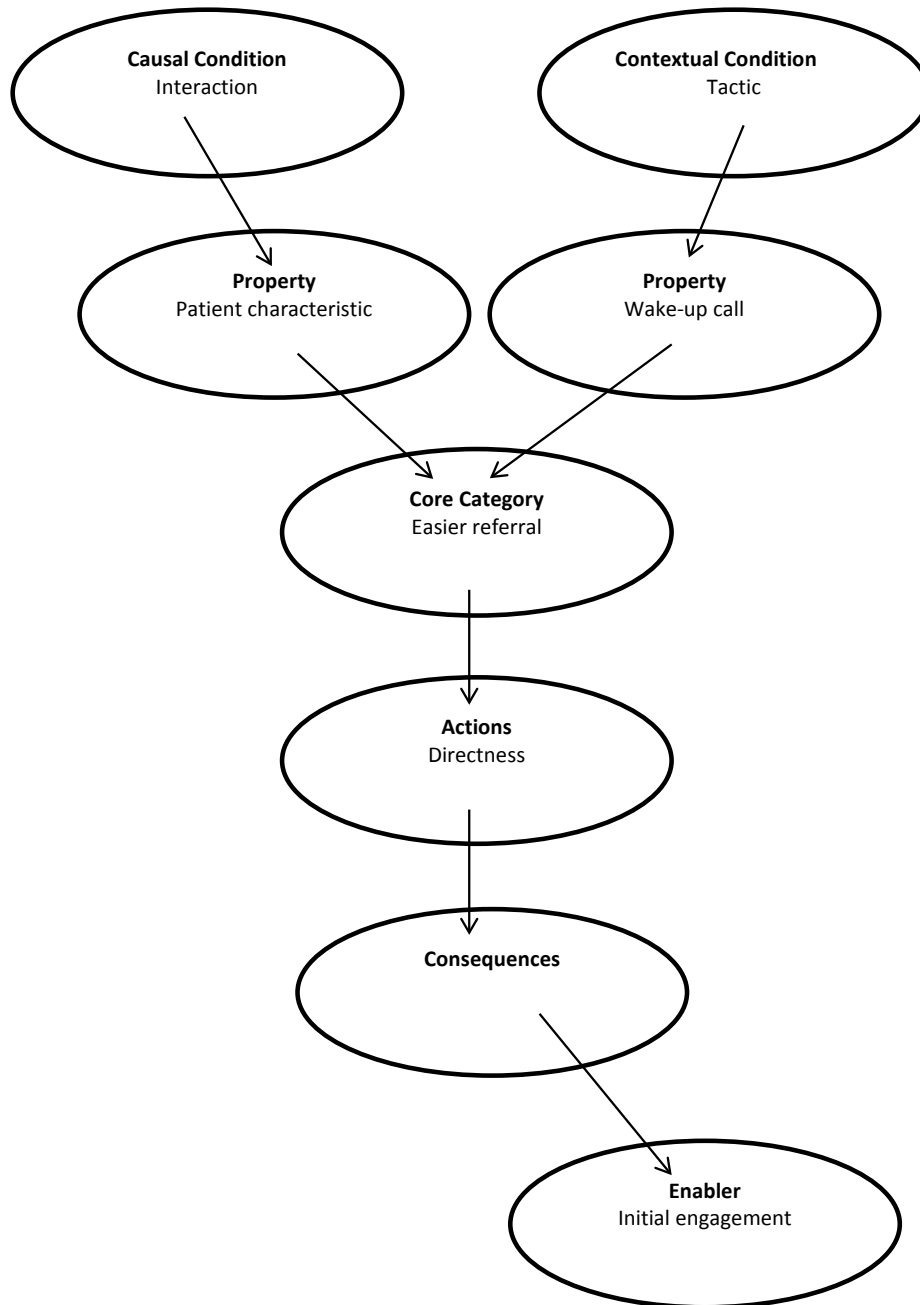 Causal Condition
Interaction
Contextual Condition
Tactic
Property
Patient characteristic
Property
Wake-up call
Core Category
Easier referral
Actions
Directness
Consequences
Enabler
Initial engagement